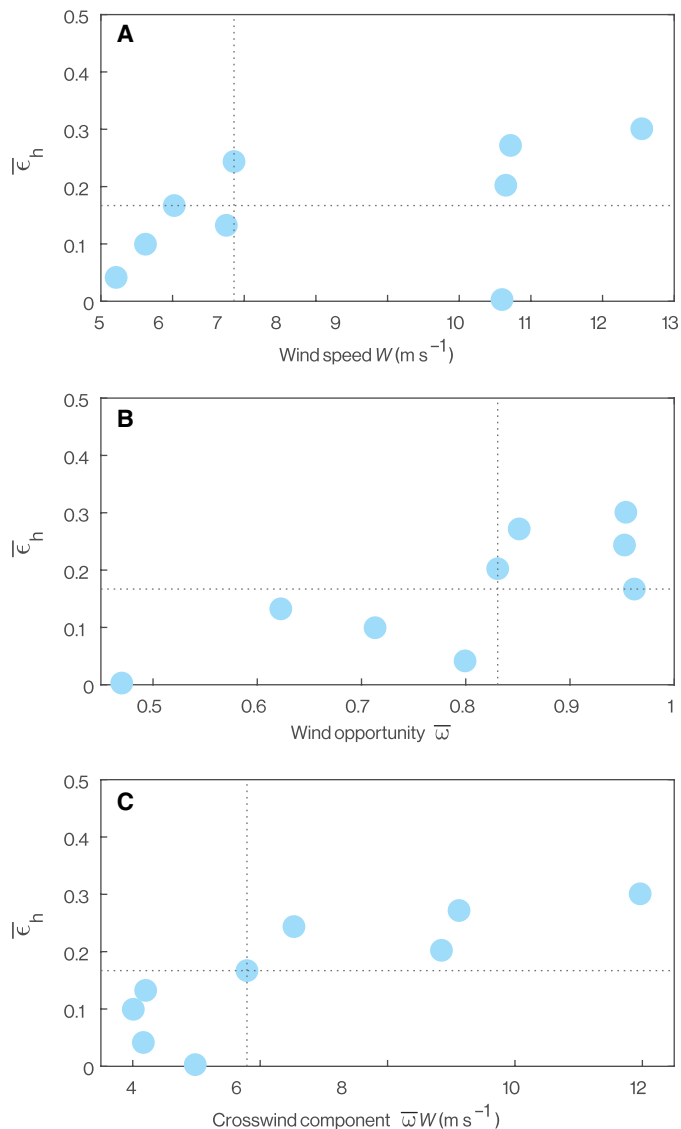 A
0.5
0.4
0.3
0.2
0.1
0
ϵ̅h
5 6 7 8 9 10 11 12 13
Wind speed W (m s−1)
B
0.5
0.4
0.3
0.2
0.1
0
ϵ̅h
0.5 0.6 0.7 0.8 0.9 1
Wind opportunity ω̅
C
0.5
0.4
0.3
0.2
0.1
0
ϵ̅h
4 6 8 10 12
Crosswind component ω̅ W (m s−1)